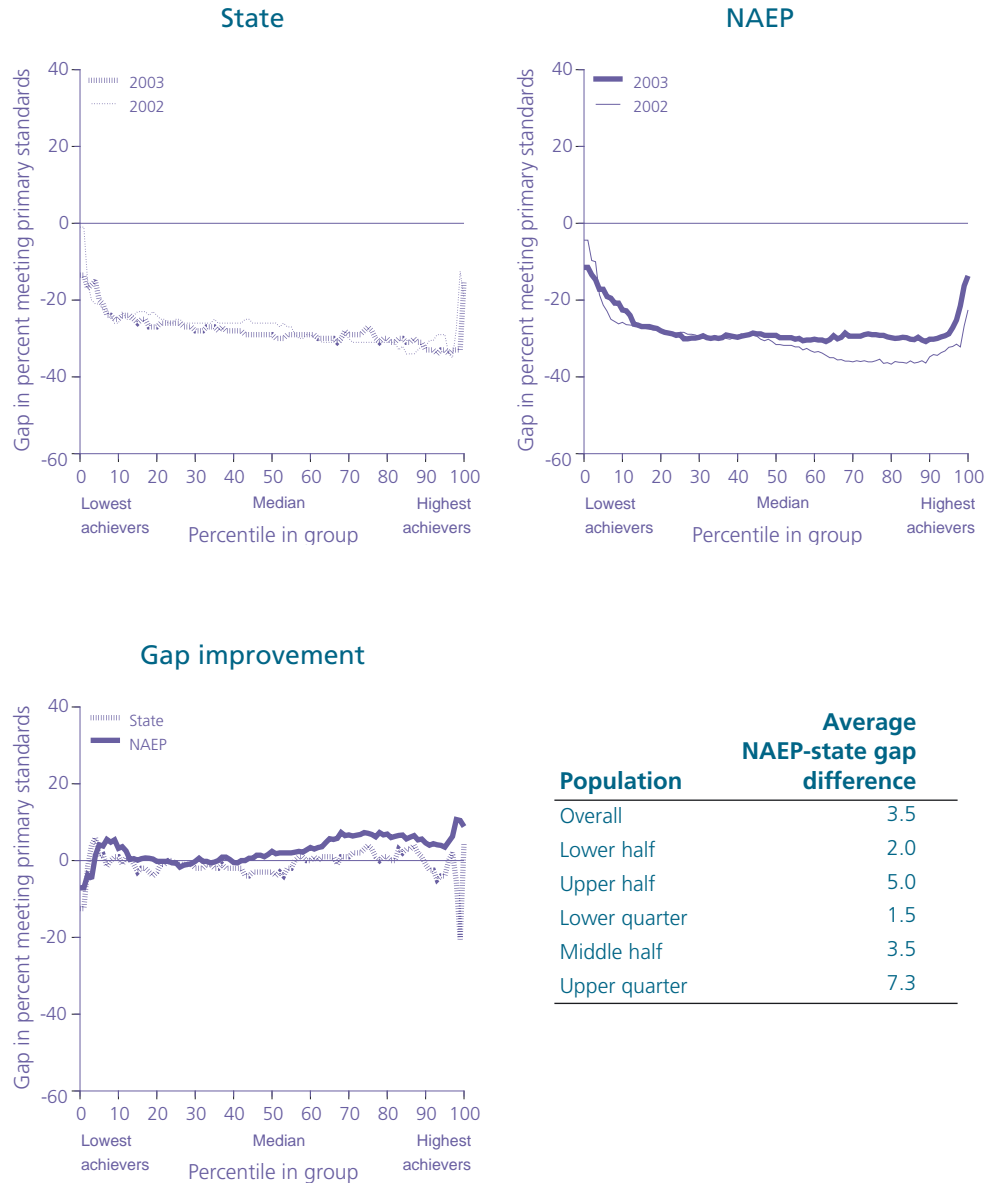 State
Gap in percent meeting primary standards
40
20
0
-20
-40
-60
2003
2002
0 10 20 30 40 50 60 70 80 90 100
Lowest achievers
Median
Highest achievers
Percentile in group
NAEP
Gap in percent meeting primary standards
40
20
0
-20
-40
-60
2003
2002
0 10 20 30 40 50 60 70 80 90 100
Lowest achievers
Median
Highest achievers
Percentile in group
Gap improvement
Gap in percent meeting primary standards
40
20
0
-20
-40
-60
State
NAEP
0 10 20 30 40 50 60 70 80 90 100
Lowest achievers
Median
Highest achievers
Percentile in group
Population Average NAEP-state gap difference
Overall 3.5
Lower half 2.0
Upper half 5.0
Lower quarter 1.5
Middle half 3.5
Upper quarter 7.3